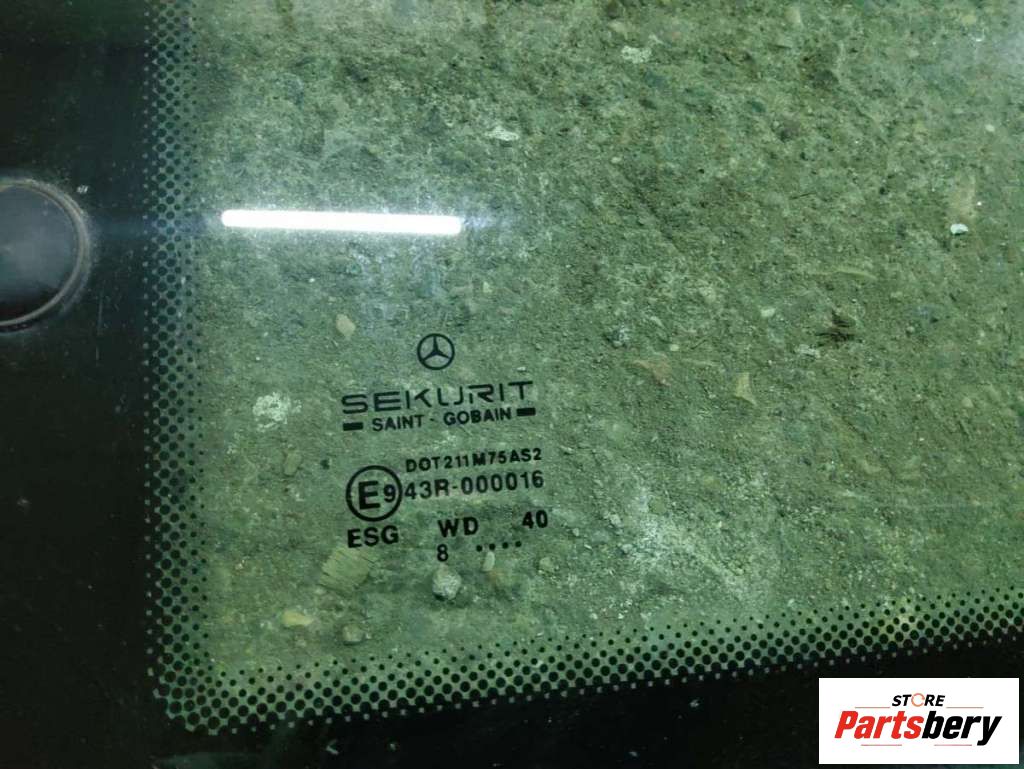 SEKURIT
SAINT - GOBAIN
DOT211M75AS2
E9 43R-000016
ESG WD 40
8 ....
STORE
Partsbery